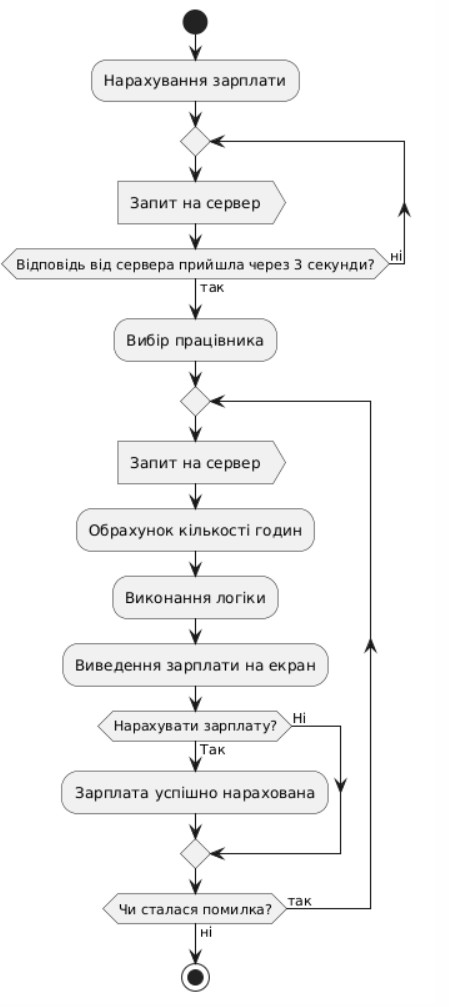 Нарахування зарплати
Запит на сервер
Відповідь від сервера прийшла через 3 секунди?
ні
так
Вибір працівника
Запит на сервер
Обрахунок кількості годин
Виконання логіки
Виведення зарплати на екран
Нарахувати зарплату?
Ні
Так
Зарплата успішно нарахована
Чи сталася помилка?
так
ні